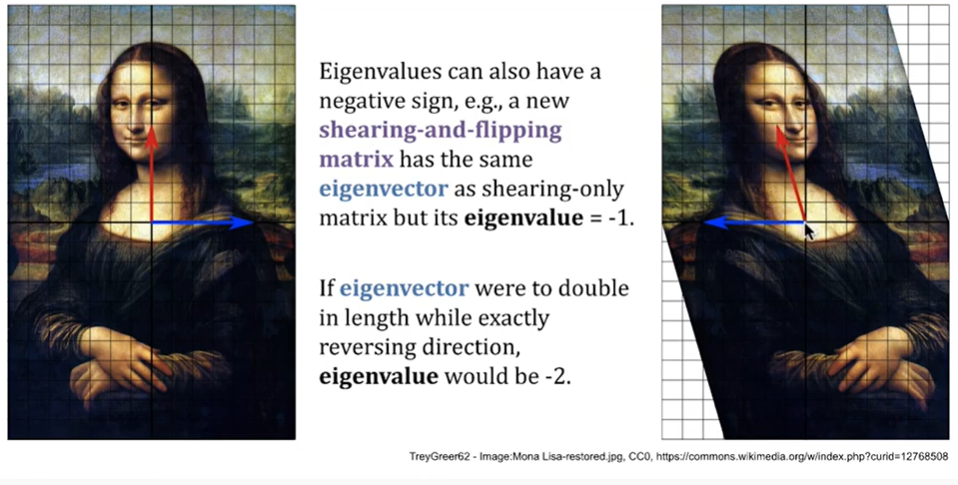 Eigenvalues can also have a
negative sign, e.g., a new
shearing-and-flipping
matrix has the same
eigenvector as shearing-only
matrix but its eigenvalue = -1.
If eigenvector were to double
in length while exactly
reversing direction,
eigenvalue would be -2.
TreyGreer62 - Image:Mona Lisa-restored.jpg, CC0, https://commons.wikimedia.org/w/index.php?curid=12768508